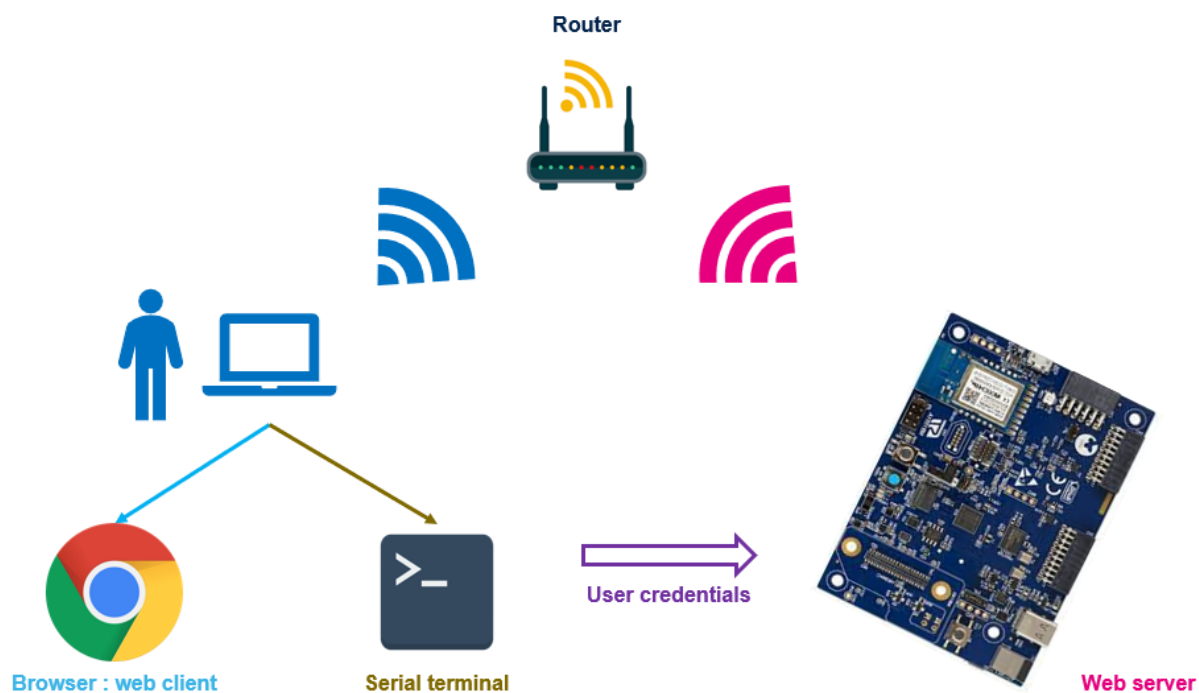 Router
>_
User credentials
Browser : web client
Serial terminal
Web server